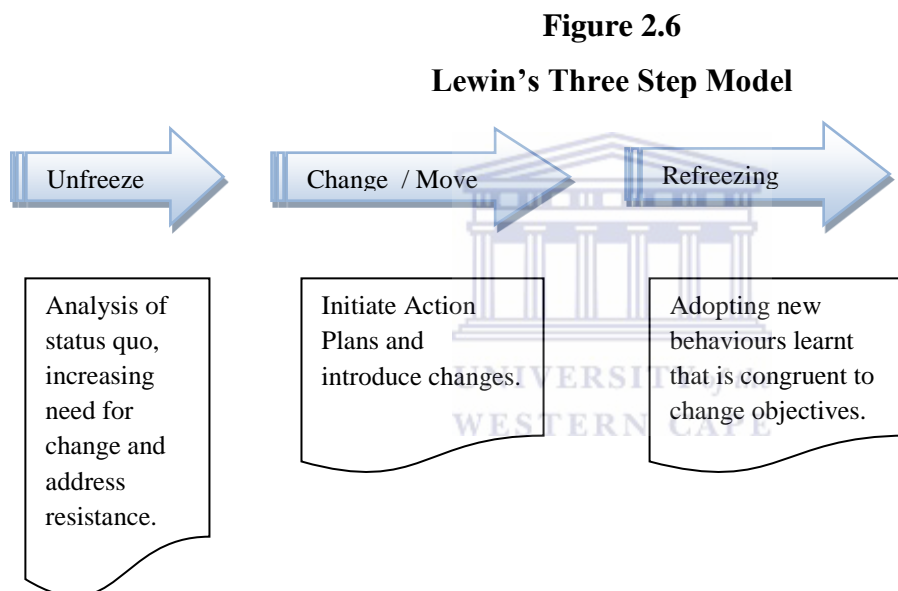 Figure 2.6
Lewin's Three Step Model
Unfreeze
Change / Move
Refreezing
Analysis of
status quo,
increasing
need for
change and
address
resistance.
Initiate Action
Plans and
introduce changes.
Adopting new
behaviours learnt
that is congruent to
change objectives.
UNIVERSITY of the
WESTERN CAPE